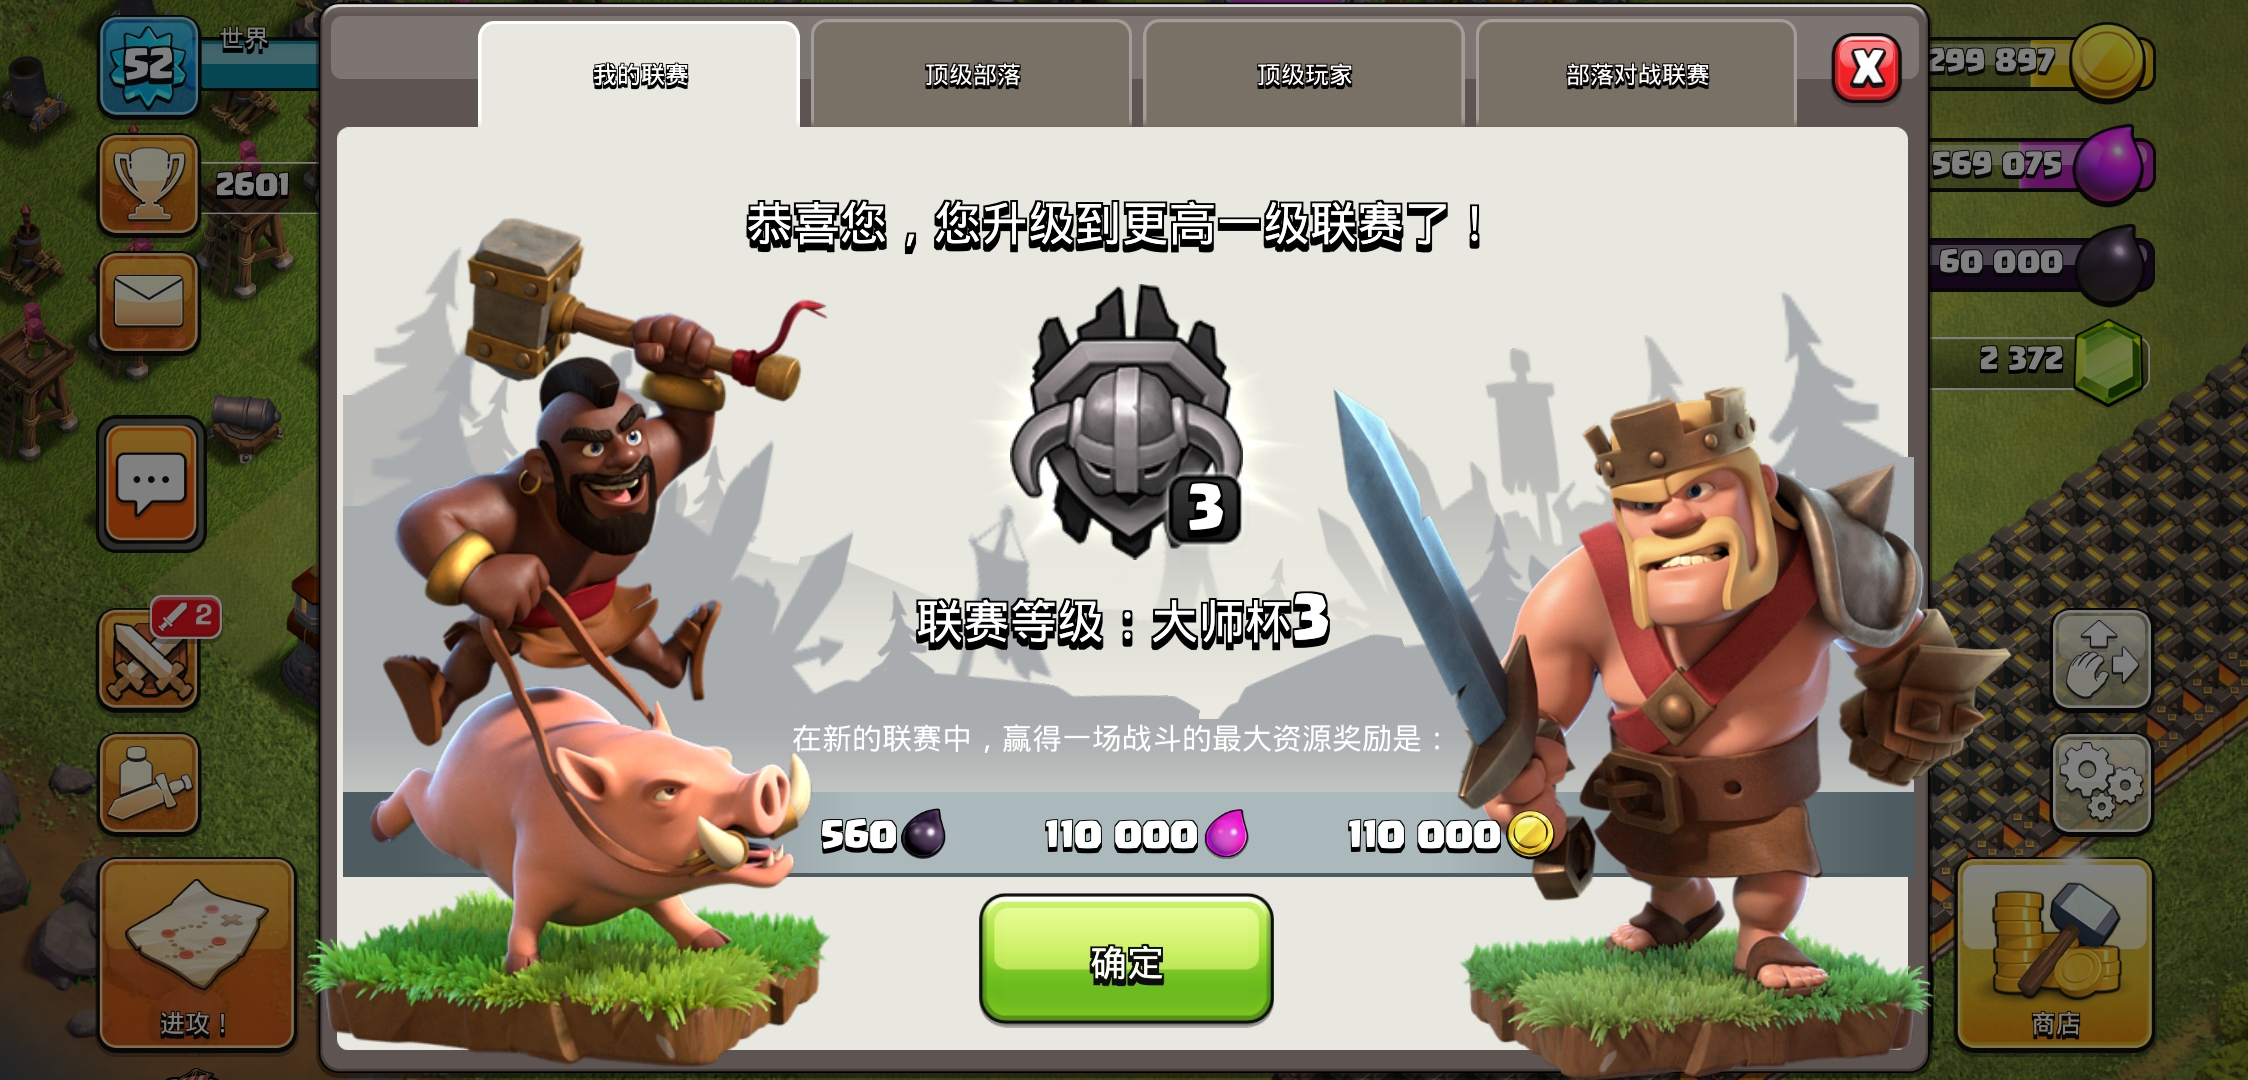 52
世界
我的联赛
顶级部落
顶级玩家
部落对战联赛
X
299 897
2601
569 075
60 000
2 372
恭喜您，您升级到更高一级联赛了！
3
联赛等级：大师杯3
2
在新的联赛中，赢得一场战斗的最大资源奖励是：
560
110 000
110 000
确定
进攻！
商店